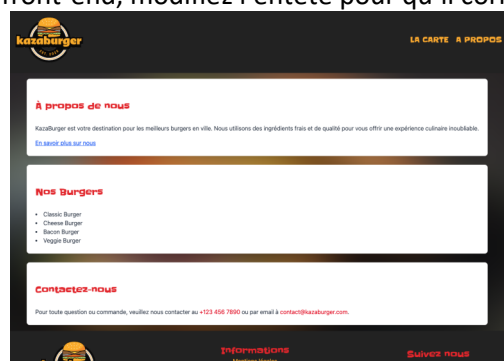 front-end, modifiez l'entête pour qu'il cor
kazaburger
LA CARTE A PROPOS
À propos de nous
KazaBurger est votre destination pour les meilleurs burgers en ville. Nous utilisons des ingrédients frais et de qualité pour vous offrir une expérience culinaire inoubliable.
En savoir plus sur nous
Nos Burgers
• Classic Burger
• Cheese Burger
• Bacon Burger
• Veggie Burger
Contactez-nous
Pour toute question ou commande, veuillez nous contacter au +123 456 7890 ou par email à contact@kazaburger.com.
Informations
Suivez nous